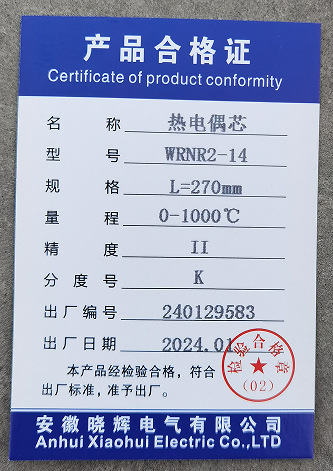 产品合格证
Certificate of product conformity
名 称 热电偶芯
型 号 WRNR2-14
规 格 L=270mm
量 程 0-1000℃
精 度 II
分 度 号 K
出厂编号 240129583
出厂日期 2024.01
本产品经检验合格，符合
出厂标准，准予出厂。
检验合格章
(02)
安徽晓辉电气有限公司
Anhui Xiaohui Electric Co.,LTD